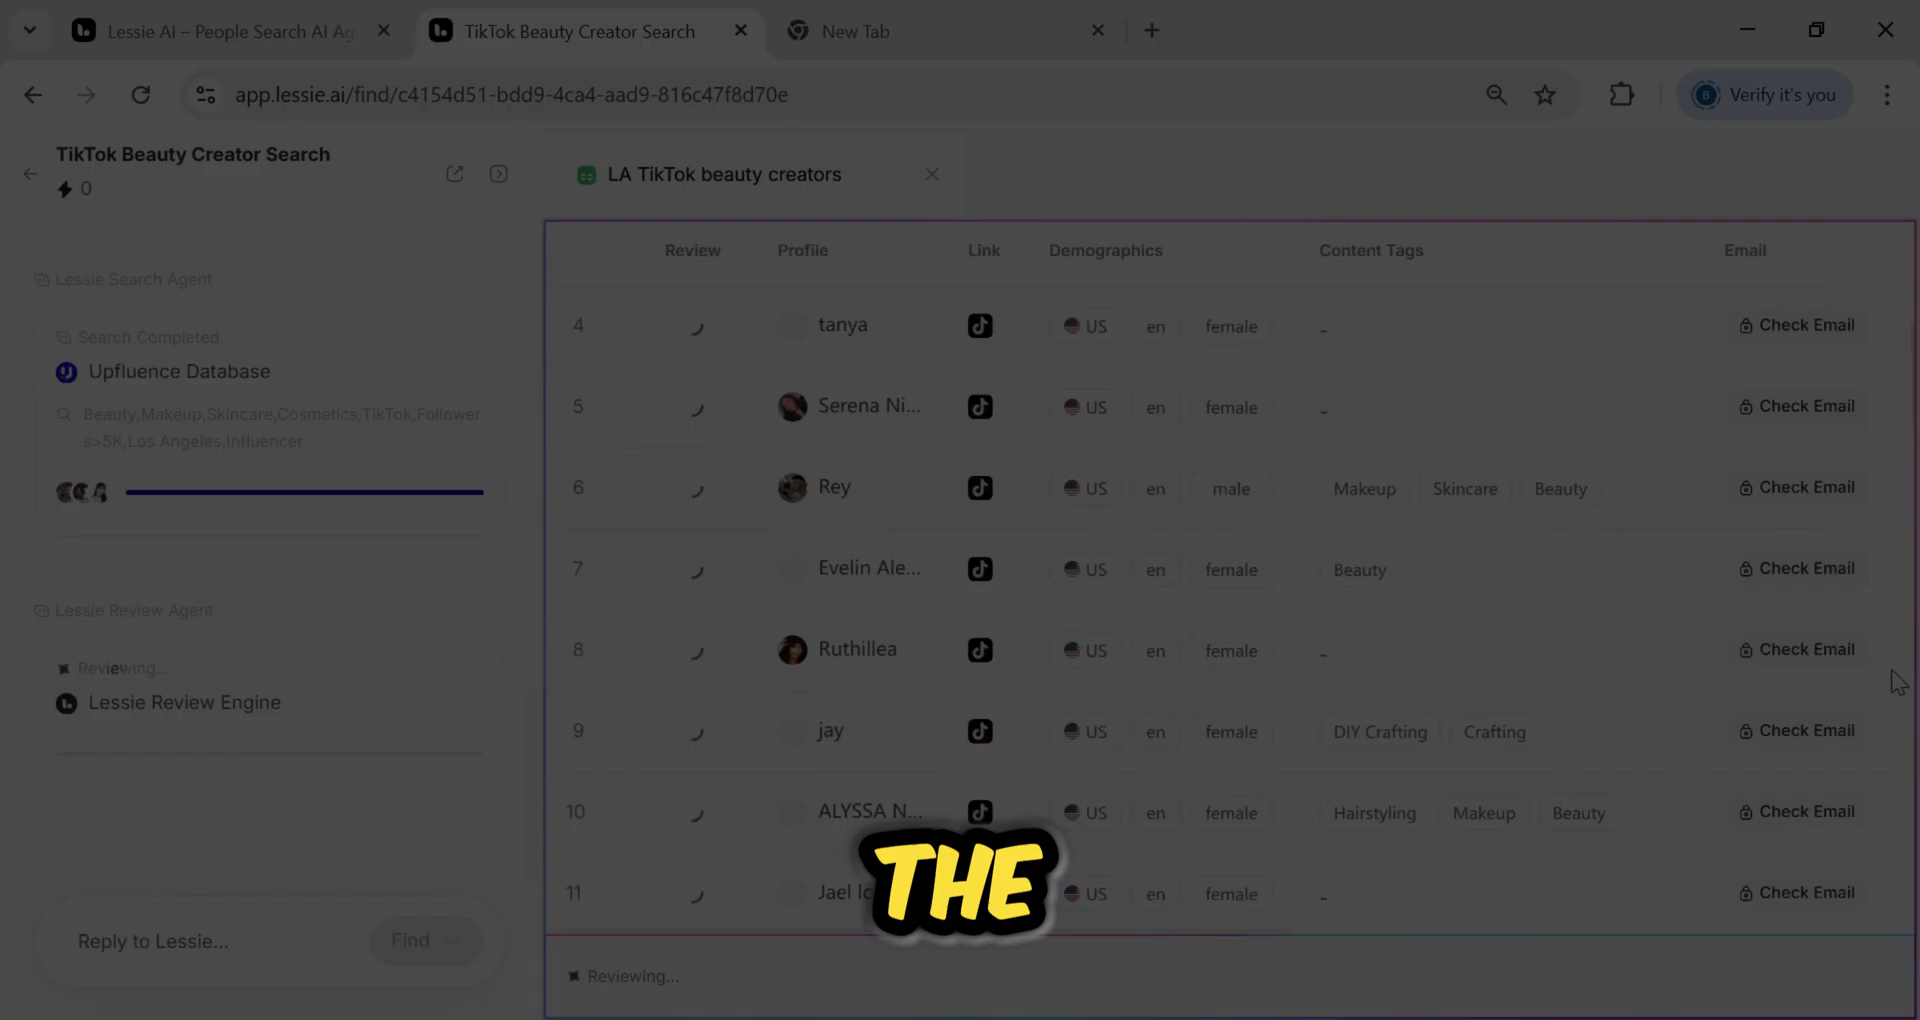 Lessie AI – People Search AI Ag
TikTok Beauty Creator Search
New Tab
app.lessie.ai/find/c4154d51-bdd9-4ca4-aad9-816c47f8d70e
Verify it's you
TikTok Beauty Creator Search
0
LA TikTok beauty creators
Lessie Search Agent
Search Completed
Upfluence Database
Beauty,Makeup,Skincare,Cosmetics,TikTok,Follower
s>5K,Los Angeles,Influencer
Lessie Review Agent
Reviewing...
Lessie Review Engine
Reply to Lessie...
Find
Review Profile Link Demographics Content Tags Email
4 tanya US en female - Check Email
5 Serena Ni... US en female - Check Email
6 Rey US en male Makeup Skincare Beauty Check Email
7 Evelin Ale... US en female Beauty Check Email
8 Ruthillea US en female - Check Email
9 jay US en female DIY Crafting Crafting Check Email
10 ALYSSA N... US en female Hairstyling Makeup Beauty Check Email
11 Jael US en female - Check Email
THE
Reviewing...